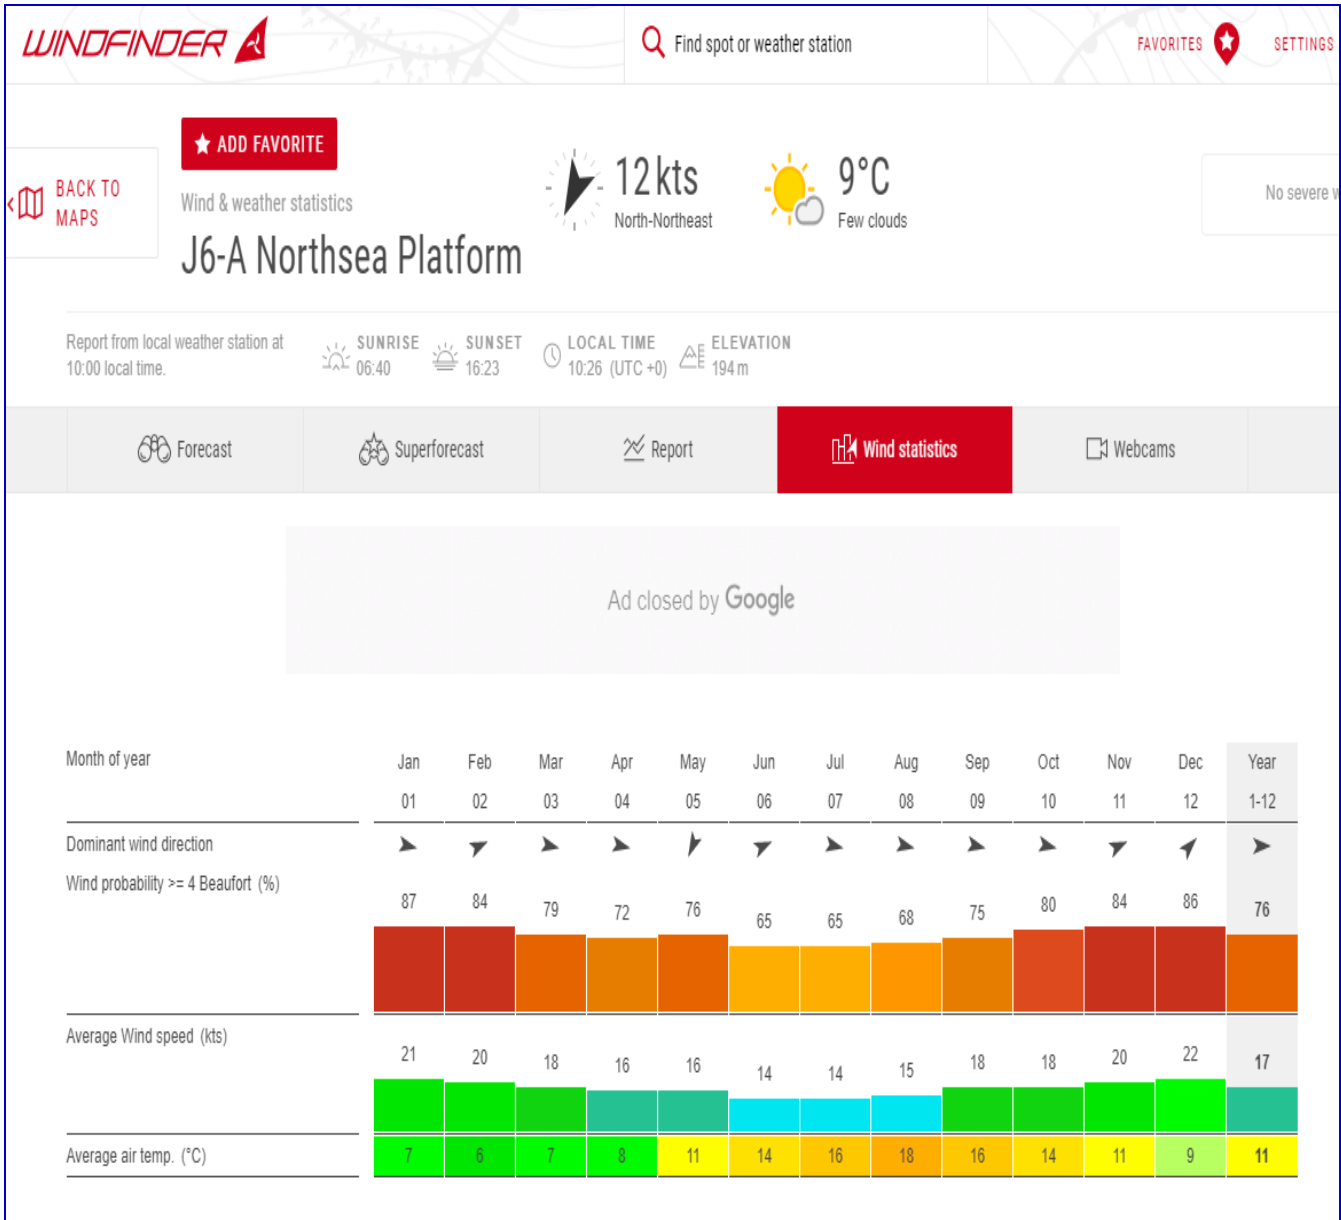 WINDFINDER
Find spot or weather station
FAVORITES
SETTINGS
BACK TO
MAPS
ADD FAVORITE
Wind & weather statistics
J6-A Northsea Platform
12 kts
North-Northeast
9°C
Few clouds
No severe w
Report from local weather station at
10:00 local time.
SUNRISE
06:40
SUNSET
16:23
LOCAL TIME
10:26 (UTC +0)
ELEVATION
194 m
Forecast
Superforecast
Report
Wind statistics
Webcams
Ad closed by Google
Month of year Jan Feb Mar Apr May Jun Jul Aug Sep Oct Nov Dec Year
01 02 03 04 05 06 07 08 09 10 11 12 1-12
Dominant wind direction
Wind probability >= 4 Beaufort (%)
87 84 79 72 76 65 65 68 75 80 84 86 76
Average Wind speed (kts)
21 20 18 16 16 14 14 15 18 18 20 22 17
Average air temp. (°C) 7 6 7 8 11 14 16 18 16 14 11 9 11